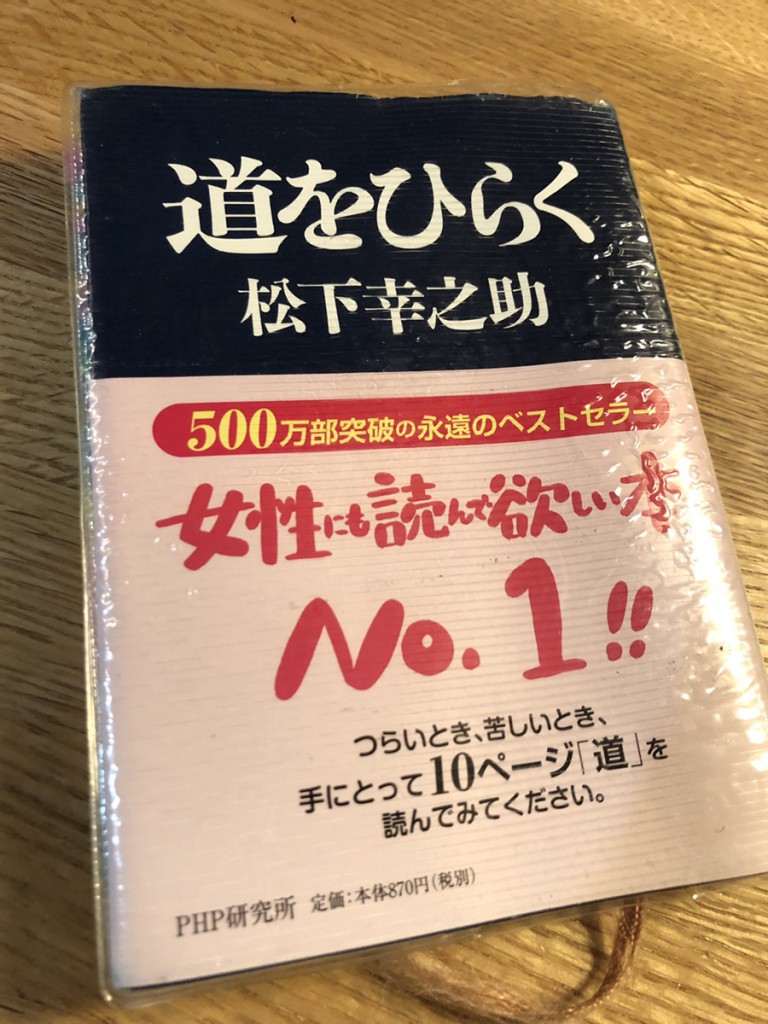 道をひらく
松下幸之助
500万部突破の永遠のベストセラー
女性にも読んで欲しい本
No.1!!
つらいとき、苦しいとき、
手にとって10ページ「道」を
読んでみてください。
PHP研究所 定価:本体870円(税別)